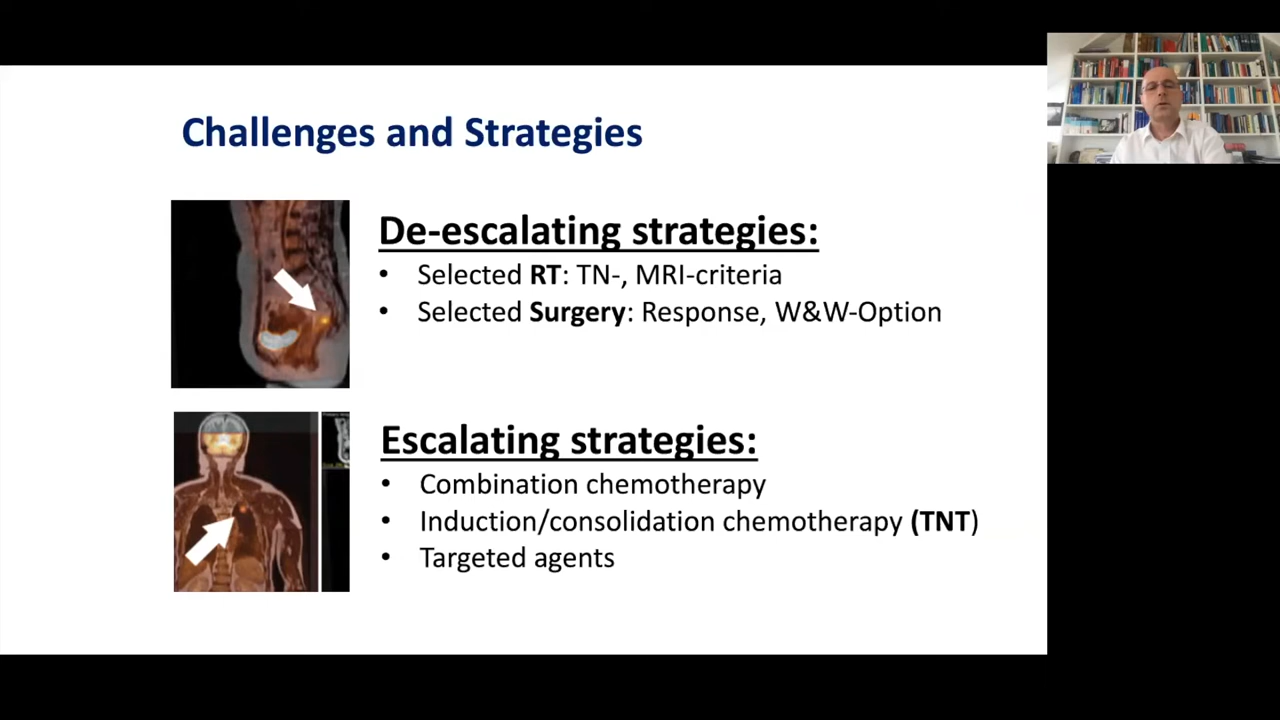 Challenges and Strategies
De-escalating strategies:
• Selected RT: TN-, MRI-criteria
• Selected Surgery: Response, W&W-Option
Escalating strategies:
• Combination chemotherapy
• Induction/consolidation chemotherapy (TNT)
• Targeted agents